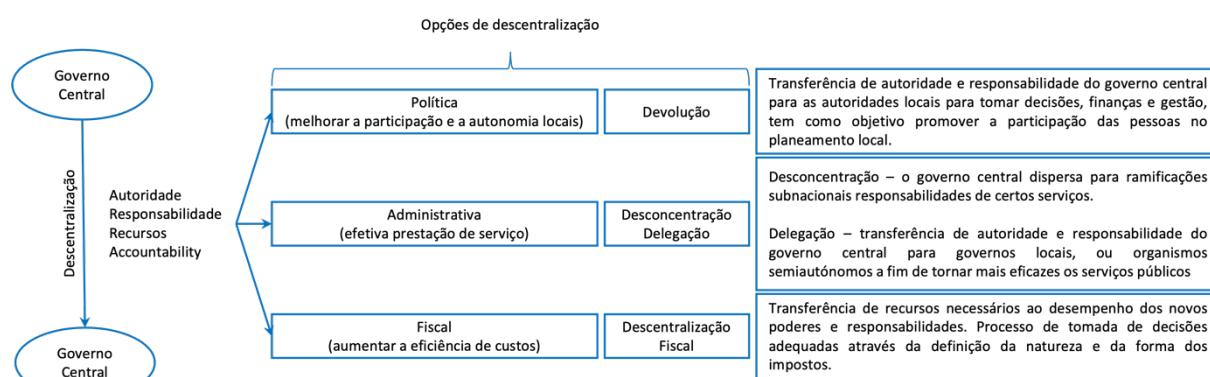 Opções de descentralização
Governo
Central
Descentralização
Autoridade
Responsabilidade
Recursos
Accountability
Política
(melhorar a participação e a autonomia locais)
Devolução
Transferência de autoridade e responsabilidade do governo central
para as autoridades locais para tomar decisões, finanças e gestão,
tem como objetivo promover a participação das pessoas no
planeamento local.
Administrativa
(efetiva prestação de serviço)
Desconcentração
Delegação
Desconcentração – o governo central dispersa para ramificações
subnacionais responsabilidades de certos serviços.
Delegação – transferência de autoridade e responsabilidade do
governo central para governos locais, ou organismos
semiautónomos a fim de tornar mais eficazes os serviços públicos
Fiscal
(aumentar a eficiência de custos)
Descentralização
Fiscal
Transferência de recursos necessários ao desempenho dos novos
poderes e responsabilidades. Processo de tomada de decisões
adequadas através da definição da natureza e da forma dos
impostos.
Governo
Central